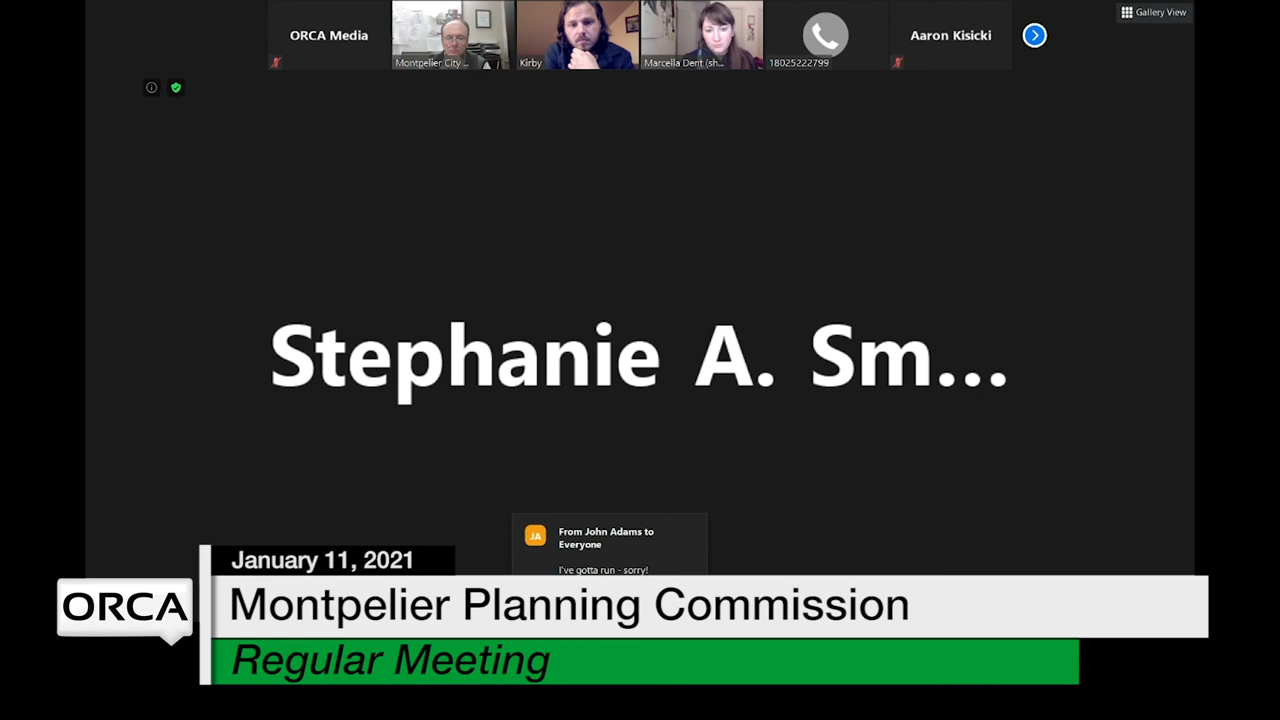 Gallery View
ORCA Media
Montpelier City ...
Kirby
Marcella Dent (sh...
18025222799
Aaron Kisicki
Stephanie A. Sm...
JA
From John Adams to
Everyone
I've gotta run - sorry!
January 11, 2021
ORCA
Montpelier Planning Commission
Regular Meeting